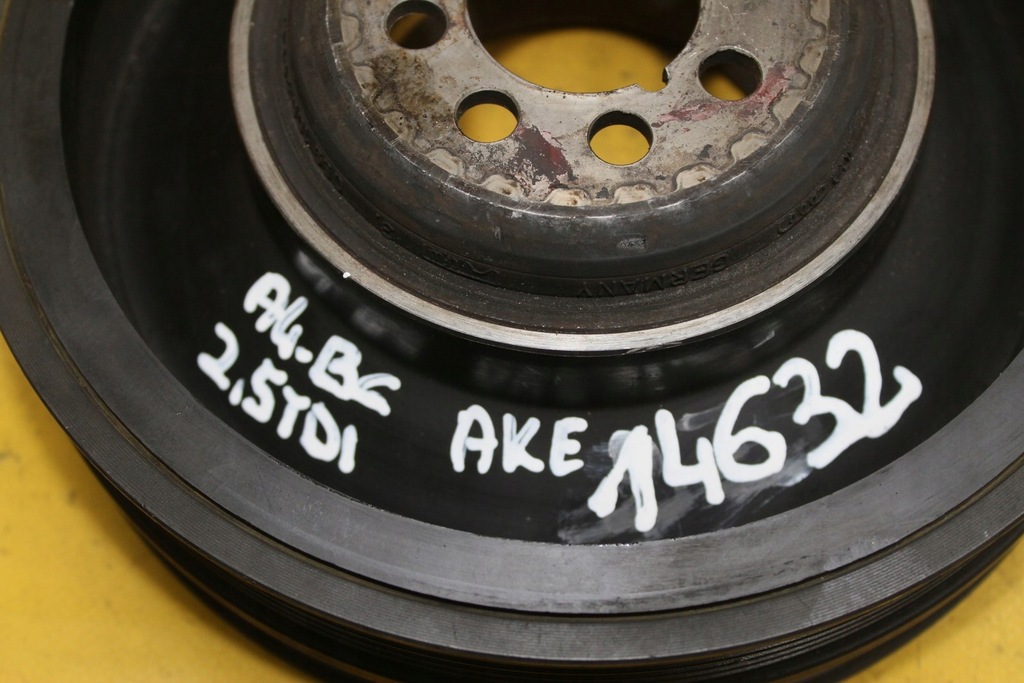 GERMANY
A4-B6
2,5TDI
AKE 14632